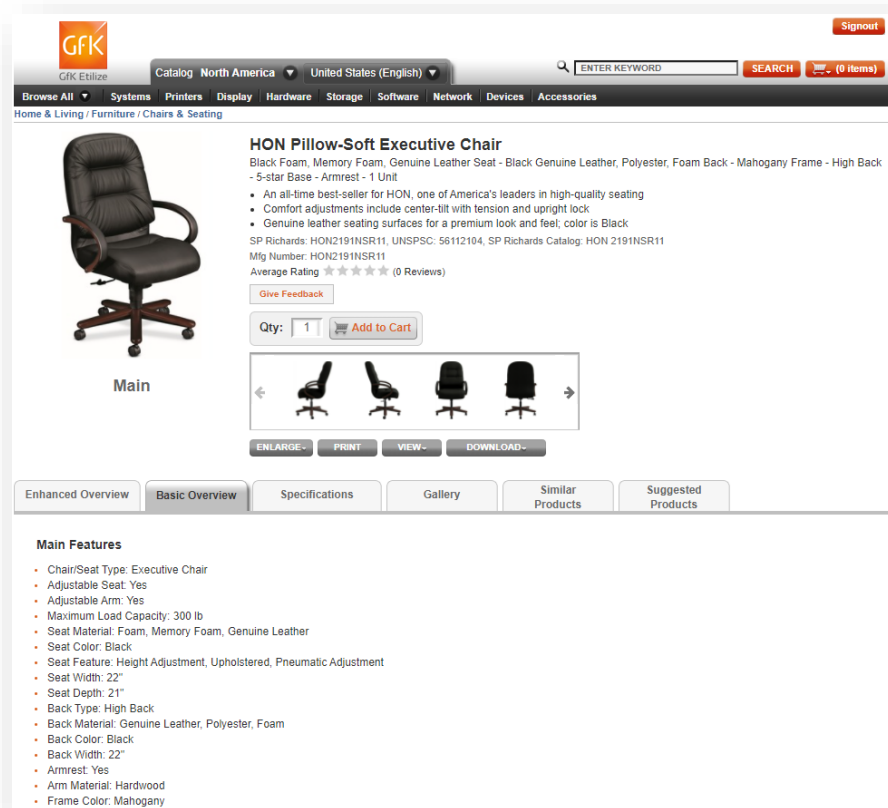 GfK
GfK Etilize
Signout
Catalog North America United States (English)
ENTER KEYWORD
SEARCH
(0 items)
Browse All Systems Printers Display Hardware Storage Software Network Devices Accessories
Home & Living / Furniture / Chairs & Seating
HON Pillow-Soft Executive Chair
Black Foam, Memory Foam, Genuine Leather Seat - Black Genuine Leather, Polyester, Foam Back - Mahogany Frame - High Back
- 5-star Base - Armrest - 1 Unit
• An all-time best-seller for HON, one of America's leaders in high-quality seating
• Comfort adjustments include center-tilt with tension and upright lock
• Genuine leather seating surfaces for a premium look and feel; color is Black
SP Richards: HON2191NSR11, UNSPSC: 56112104, SP Richards Catalog: HON 2191NSR11
Mfg Number: HON2191NSR11
Average Rating (0 Reviews)
Give Feedback
Qty: 1 Add to Cart
Main
ENLARGE PRINT VIEW DOWNLOAD
Enhanced Overview
Basic Overview
Specifications
Gallery
Similar
Products
Suggested
Products
Main Features
• Chair/Seat Type: Executive Chair
• Adjustable Seat: Yes
• Adjustable Arm: Yes
• Maximum Load Capacity: 300 lb
• Seat Material: Foam, Memory Foam, Genuine Leather
• Seat Color: Black
• Seat Feature: Height Adjustment, Upholstered, Pneumatic Adjustment
• Seat Width: 22"
• Seat Depth: 21"
• Back Type: High Back
• Back Material: Genuine Leather, Polyester, Foam
• Back Color: Black
• Back Width: 22"
• Armrest: Yes
• Arm Material: Hardwood
• Frame Color: Mahogany